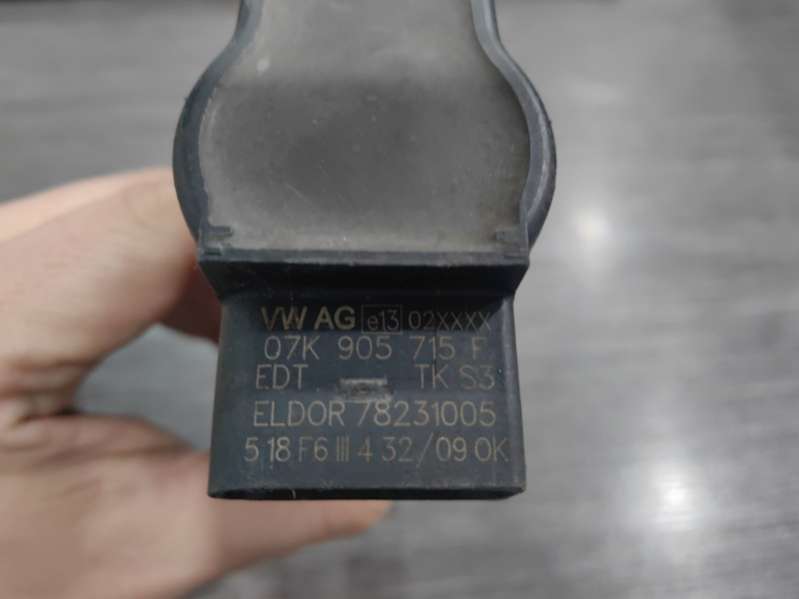 VW AG e13 02XXXX
07K 905 715 F
EDT TK S3
ELDOR 78231005
5 18 F6 III 4 32/09 OK